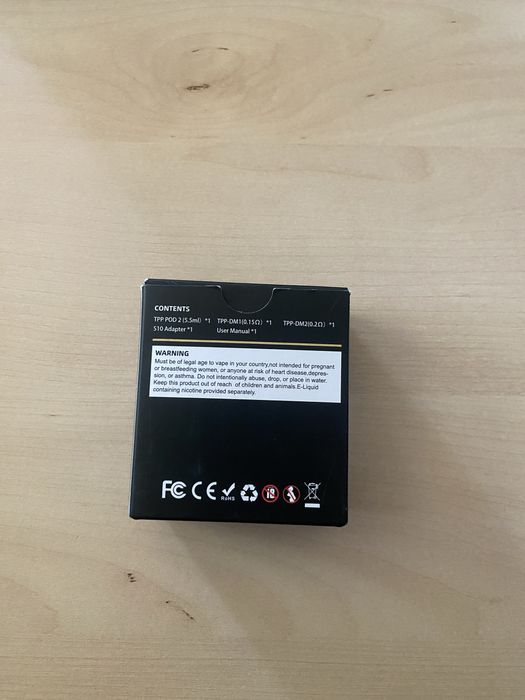 CONTENTS
TPP POD 2 (5.5ml) *1 TPP-DM1(0.15Ω) *1 TPP-DM2(0.2Ω) *1
510 Adapter *1 User Manual *1
WARNING
Must be of legal age to vape in your country,not intended for pregnant
or breastfeeding women, or anyone at risk of heart disease,depres-
sion, or asthma. Do not intentionally abuse, drop, or place in water.
Keep this product out of reach of children and animals.E-Liquid
containing nicotine provided separately.
FC CE RoHS 18